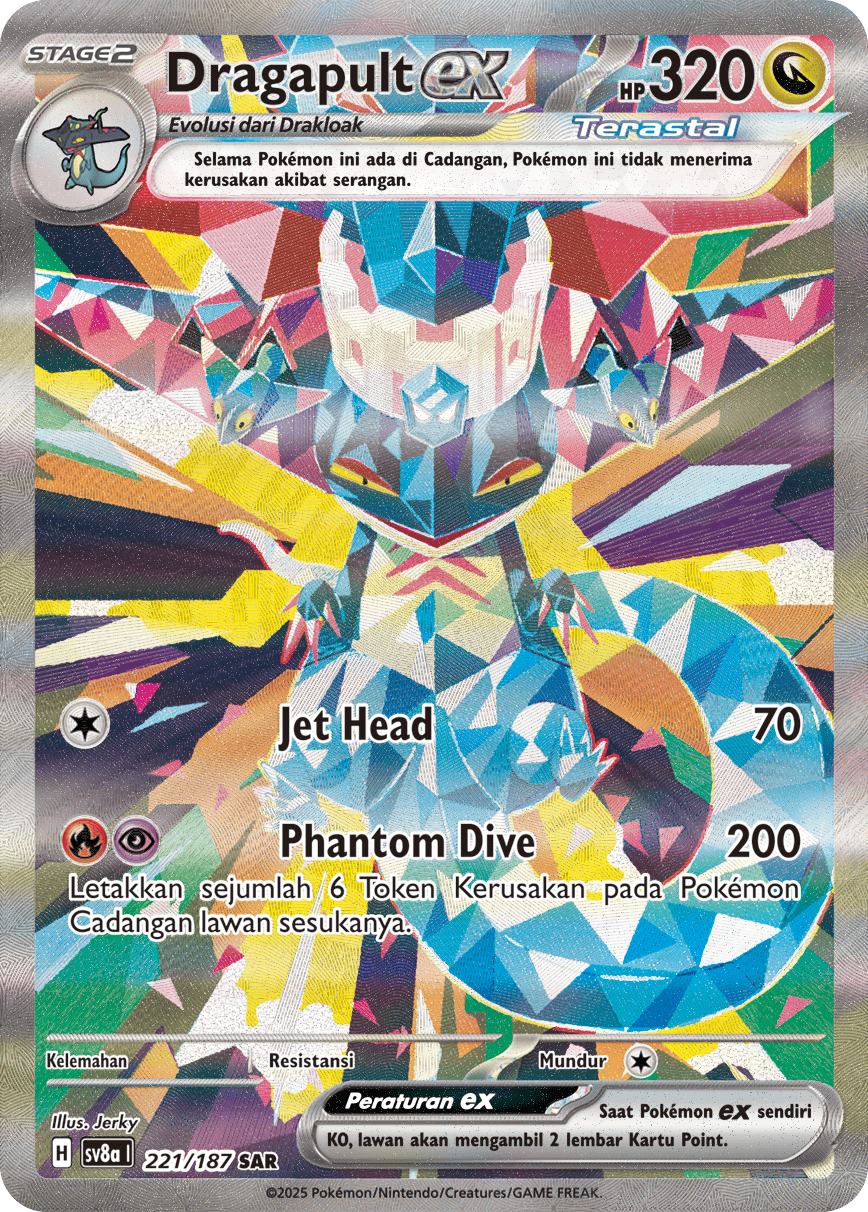 STAGE2
Dragapult ex
HP320
Evolusi dari Drakloak
Terastal
Selama Pokémon ini ada di Cadangan, Pokémon ini tidak menerima
kerusakan akibat serangan.
Jet Head 70
Phantom Dive 200
Letakkan sejumlah 6 Token Kerusakan pada Pokémon
Cadangan lawan sesukanya.
Kelemahan Resistansi Mundur
Peraturan ex
Saat Pokémon ex sendiri
KO, lawan akan mengambil 2 lembar Kartu Point.
Illus. Jerky
H sv8a I 221/187 SAR
©2025 Pokémon/Nintendo/Creatures/GAME FREAK.